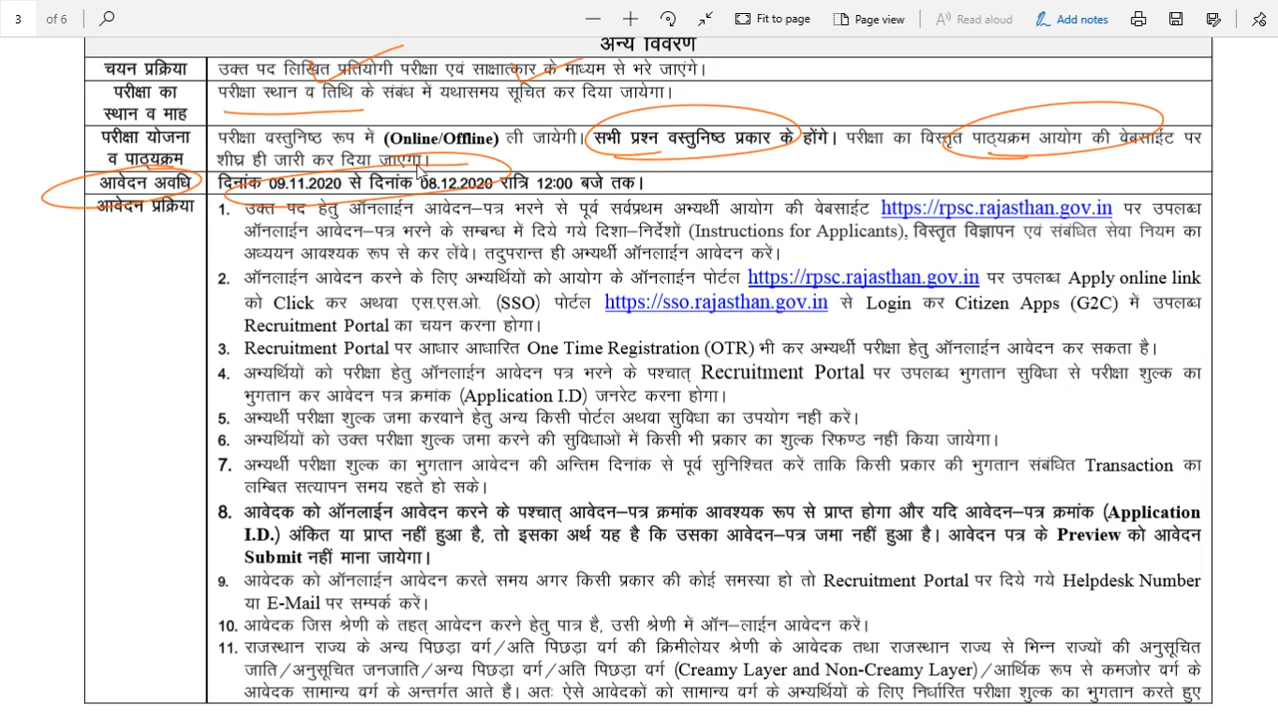 3 of 6 Fit to page Page view Read aloud Add notes
अन्य विवरण
चयन प्रक्रिया उक्त पद लिखित प्रतियोगी परीक्षा एवं साक्षात्कार के माध्यम से भरे जाएंगे।
परीक्षा का परीक्षा स्थान व तिथि के संबंध में यथासमय सूचित कर दिया जायेगा।
स्थान व माह
परीक्षा योजना परीक्षा वस्तुनिष्ठ रूप में (Online/Offline) ली जायेगी। सभी प्रश्न वस्तुनिष्ठ प्रकार के होंगे। परीक्षा का विस्तृत पाठ्यक्रम आयोग की वेबसाईट पर
व पाठ्यक्रम शीघ्र ही जारी कर दिया जाएगा।
आवेदन अवधि दिनांक 09.11.2020 से दिनांक 08.12.2020 रात्रि 12:00 बजे तक।
आवेदन प्रक्रिया 1. उक्त पद हेतु ऑनलाईन आवेदन–पत्र भरने से पूर्व सर्वप्रथम अभ्यर्थी आयोग की वेबसाईट https://rpsc.rajasthan.gov.in पर उपलब्ध
ऑनलाईन आवेदन–पत्र भरने के सम्बन्ध में दिये गये दिशा–निर्देशों (Instructions for Applicants), विस्तृत विज्ञापन एवं संबंधित सेवा नियम का
अध्ययन आवश्यक रूप से कर लेंवे। तदुपरान्त ही अभ्यर्थी ऑनलाईन आवेदन करें।
2. ऑनलाईन आवेदन करने के लिए अभ्यर्थियों को आयोग के ऑनलाईन पोर्टल https://rpsc.rajasthan.gov.in पर उपलब्ध Apply online link
को Click कर अथवा एस.एस.ओ. (SSO) पोर्टल https://sso.rajasthan.gov.in से Login कर Citizen Apps (G2C) में उपलब्ध
Recruitment Portal का चयन करना होगा।
3. Recruitment Portal पर आधार आधारित One Time Registration (OTR) भी कर अभ्यर्थी परीक्षा हेतु ऑनलाईन आवेदन कर सकता है।
4. अभ्यर्थियों को परीक्षा हेतु ऑनलाईन आवेदन पत्र भरने के पश्चात् Recruitment Portal पर उपलब्ध भुगतान सुविधा से परीक्षा शुल्क का
भुगतान कर आवेदन पत्र क्रमांक (Application I.D) जनरेट करना होगा।
5. अभ्यर्थी परीक्षा शुल्क जमा करवाने हेतु अन्य किसी पोर्टल अथवा सुविधा का उपयोग नहीं करें।
6. अभ्यर्थियों को उक्त परीक्षा शुल्क जमा करने की सुविधाओं में किसी भी प्रकार का शुल्क रिफण्ड नहीं किया जायेगा।
7. अभ्यर्थी परीक्षा शुल्क का भुगतान आवेदन की अन्तिम दिनांक से पूर्व सुनिश्चित करें ताकि किसी प्रकार की भुगतान संबंधित Transaction का
लम्बित सत्यापन समय रहते हो सके।
8. आवेदक को ऑनलाईन आवेदन करने के पश्चात् आवेदन–पत्र क्रमांक आवश्यक रूप से प्राप्त होगा और यदि आवेदन–पत्र क्रमांक (Application
I.D.) अंकित या प्राप्त नहीं हुआ है, तो इसका अर्थ यह है कि उसका आवेदन–पत्र जमा नहीं हुआ है। आवेदन पत्र के Preview को आवेदन
Submit नहीं माना जायेगा।
9. आवेदक को ऑनलाईन आवेदन करते समय अगर किसी प्रकार की कोई समस्या हो तो Recruitment Portal पर दिये गये Helpdesk Number
या E-Mail पर सम्पर्क करें।
10. आवेदक जिस श्रेणी के तहत् आवेदन करने हेतु पात्र है, उसी श्रेणी में ऑन–लाईन आवेदन करें।
11. राजस्थान राज्य के अन्य पिछड़ा वर्ग/अति पिछड़ा वर्ग की क्रिमीलेयर श्रेणी के आवेदक तथा राजस्थान राज्य से भिन्न राज्यों की अनुसूचित
जाति/अनुसूचित जनजाति/अन्य पिछड़ा वर्ग/अति पिछड़ा वर्ग (Creamy Layer and Non-Creamy Layer)/आर्थिक रूप से कमजोर वर्ग के
आवेदक सामान्य वर्ग के अन्तर्गत आते है। अतः ऐसे आवेदकों को सामान्य वर्ग के अभ्यर्थियों के लिए निर्धारित परीक्षा शुल्क का भुगतान करते हुए